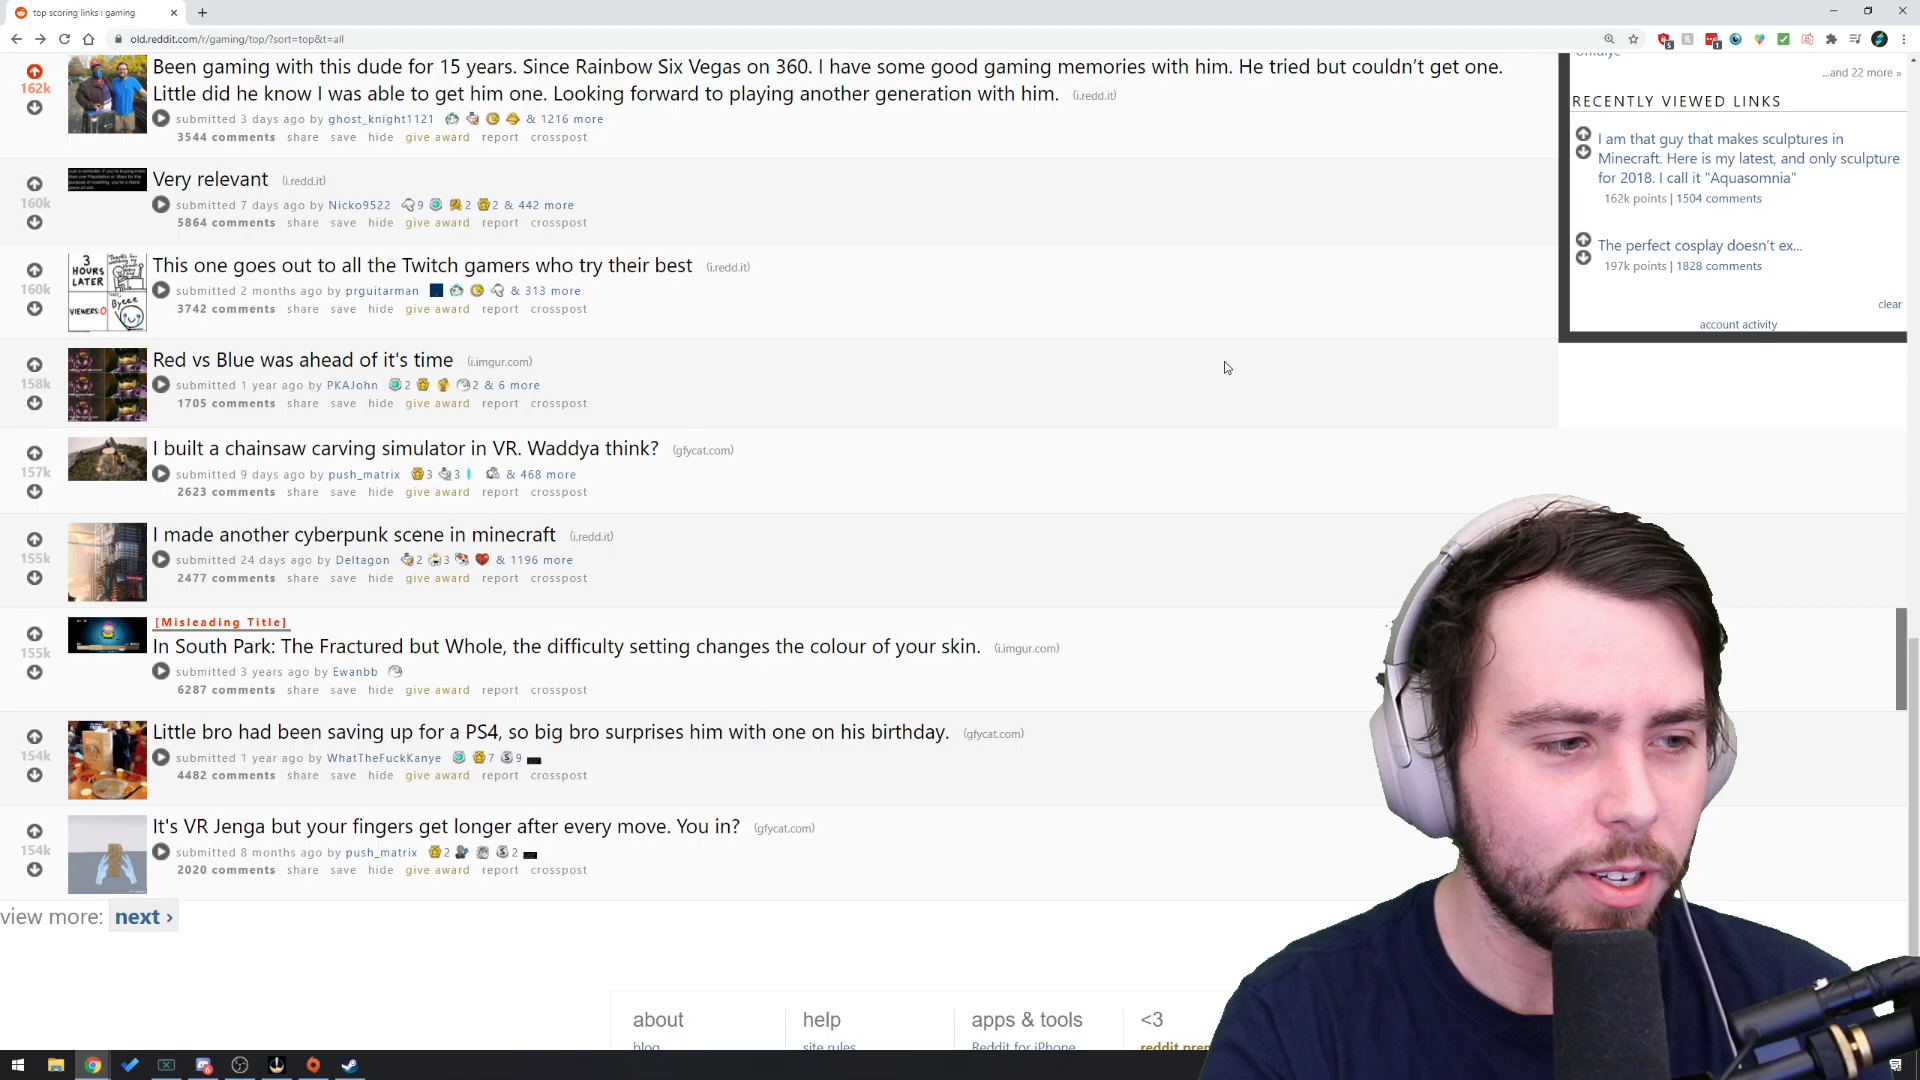 top scoring links : gaming
old.reddit.com/r/gaming/top/?sort=top&t=all
162k
Been gaming with this dude for 15 years. Since Rainbow Six Vegas on 360. I have some good gaming memories with him. He tried but couldn't get one.
Little did he know I was able to get him one. Looking forward to playing another generation with him. (i.redd.it)
submitted 3 days ago by ghost_knight1121 & 1216 more
3544 comments share save hide give award report crosspost
160k
Very relevant (i.redd.it)
submitted 7 days ago by Nicko9522 9 2 2 & 442 more
5864 comments share save hide give award report crosspost
160k
3 HOURS LATER
VIEWERS:0
Byeee
This one goes out to all the Twitch gamers who try their best (i.redd.it)
submitted 2 months ago by prguitarman & 313 more
3742 comments share save hide give award report crosspost
158k
Red vs Blue was ahead of it's time (i.imgur.com)
submitted 1 year ago by PKAJohn 2 2 & 6 more
1705 comments share save hide give award report crosspost
157k
I built a chainsaw carving simulator in VR. Waddya think? (gfycat.com)
submitted 9 days ago by push_matrix 3 3 & 468 more
2623 comments share save hide give award report crosspost
155k
I made another cyberpunk scene in minecraft (i.redd.it)
submitted 24 days ago by Deltagon 2 3 & 1196 more
2477 comments share save hide give award report crosspost
155k
[Misleading Title]
In South Park: The Fractured but Whole, the difficulty setting changes the colour of your skin. (i.imgur.com)
submitted 3 years ago by Ewanbb
6287 comments share save hide give award report crosspost
154k
Little bro had been saving up for a PS4, so big bro surprises him with one on his birthday. (gfycat.com)
submitted 1 year ago by WhatTheFuckKanye 7 9
4482 comments share save hide give award report crosspost
154k
It's VR Jenga but your fingers get longer after every move. You in? (gfycat.com)
submitted 8 months ago by push_matrix 2 2
2020 comments share save hide give award report crosspost
view more: next ›
...and 22 more »
RECENTLY VIEWED LINKS
I am that guy that makes sculptures in
Minecraft. Here is my latest, and only sculpture
for 2018. I call it "Aquasomnia"
162k points | 1504 comments
The perfect cosplay doesn't ex...
197k points | 1828 comments
clear
account activity
about help apps & tools <3
blog site rules Reddit for iPhone